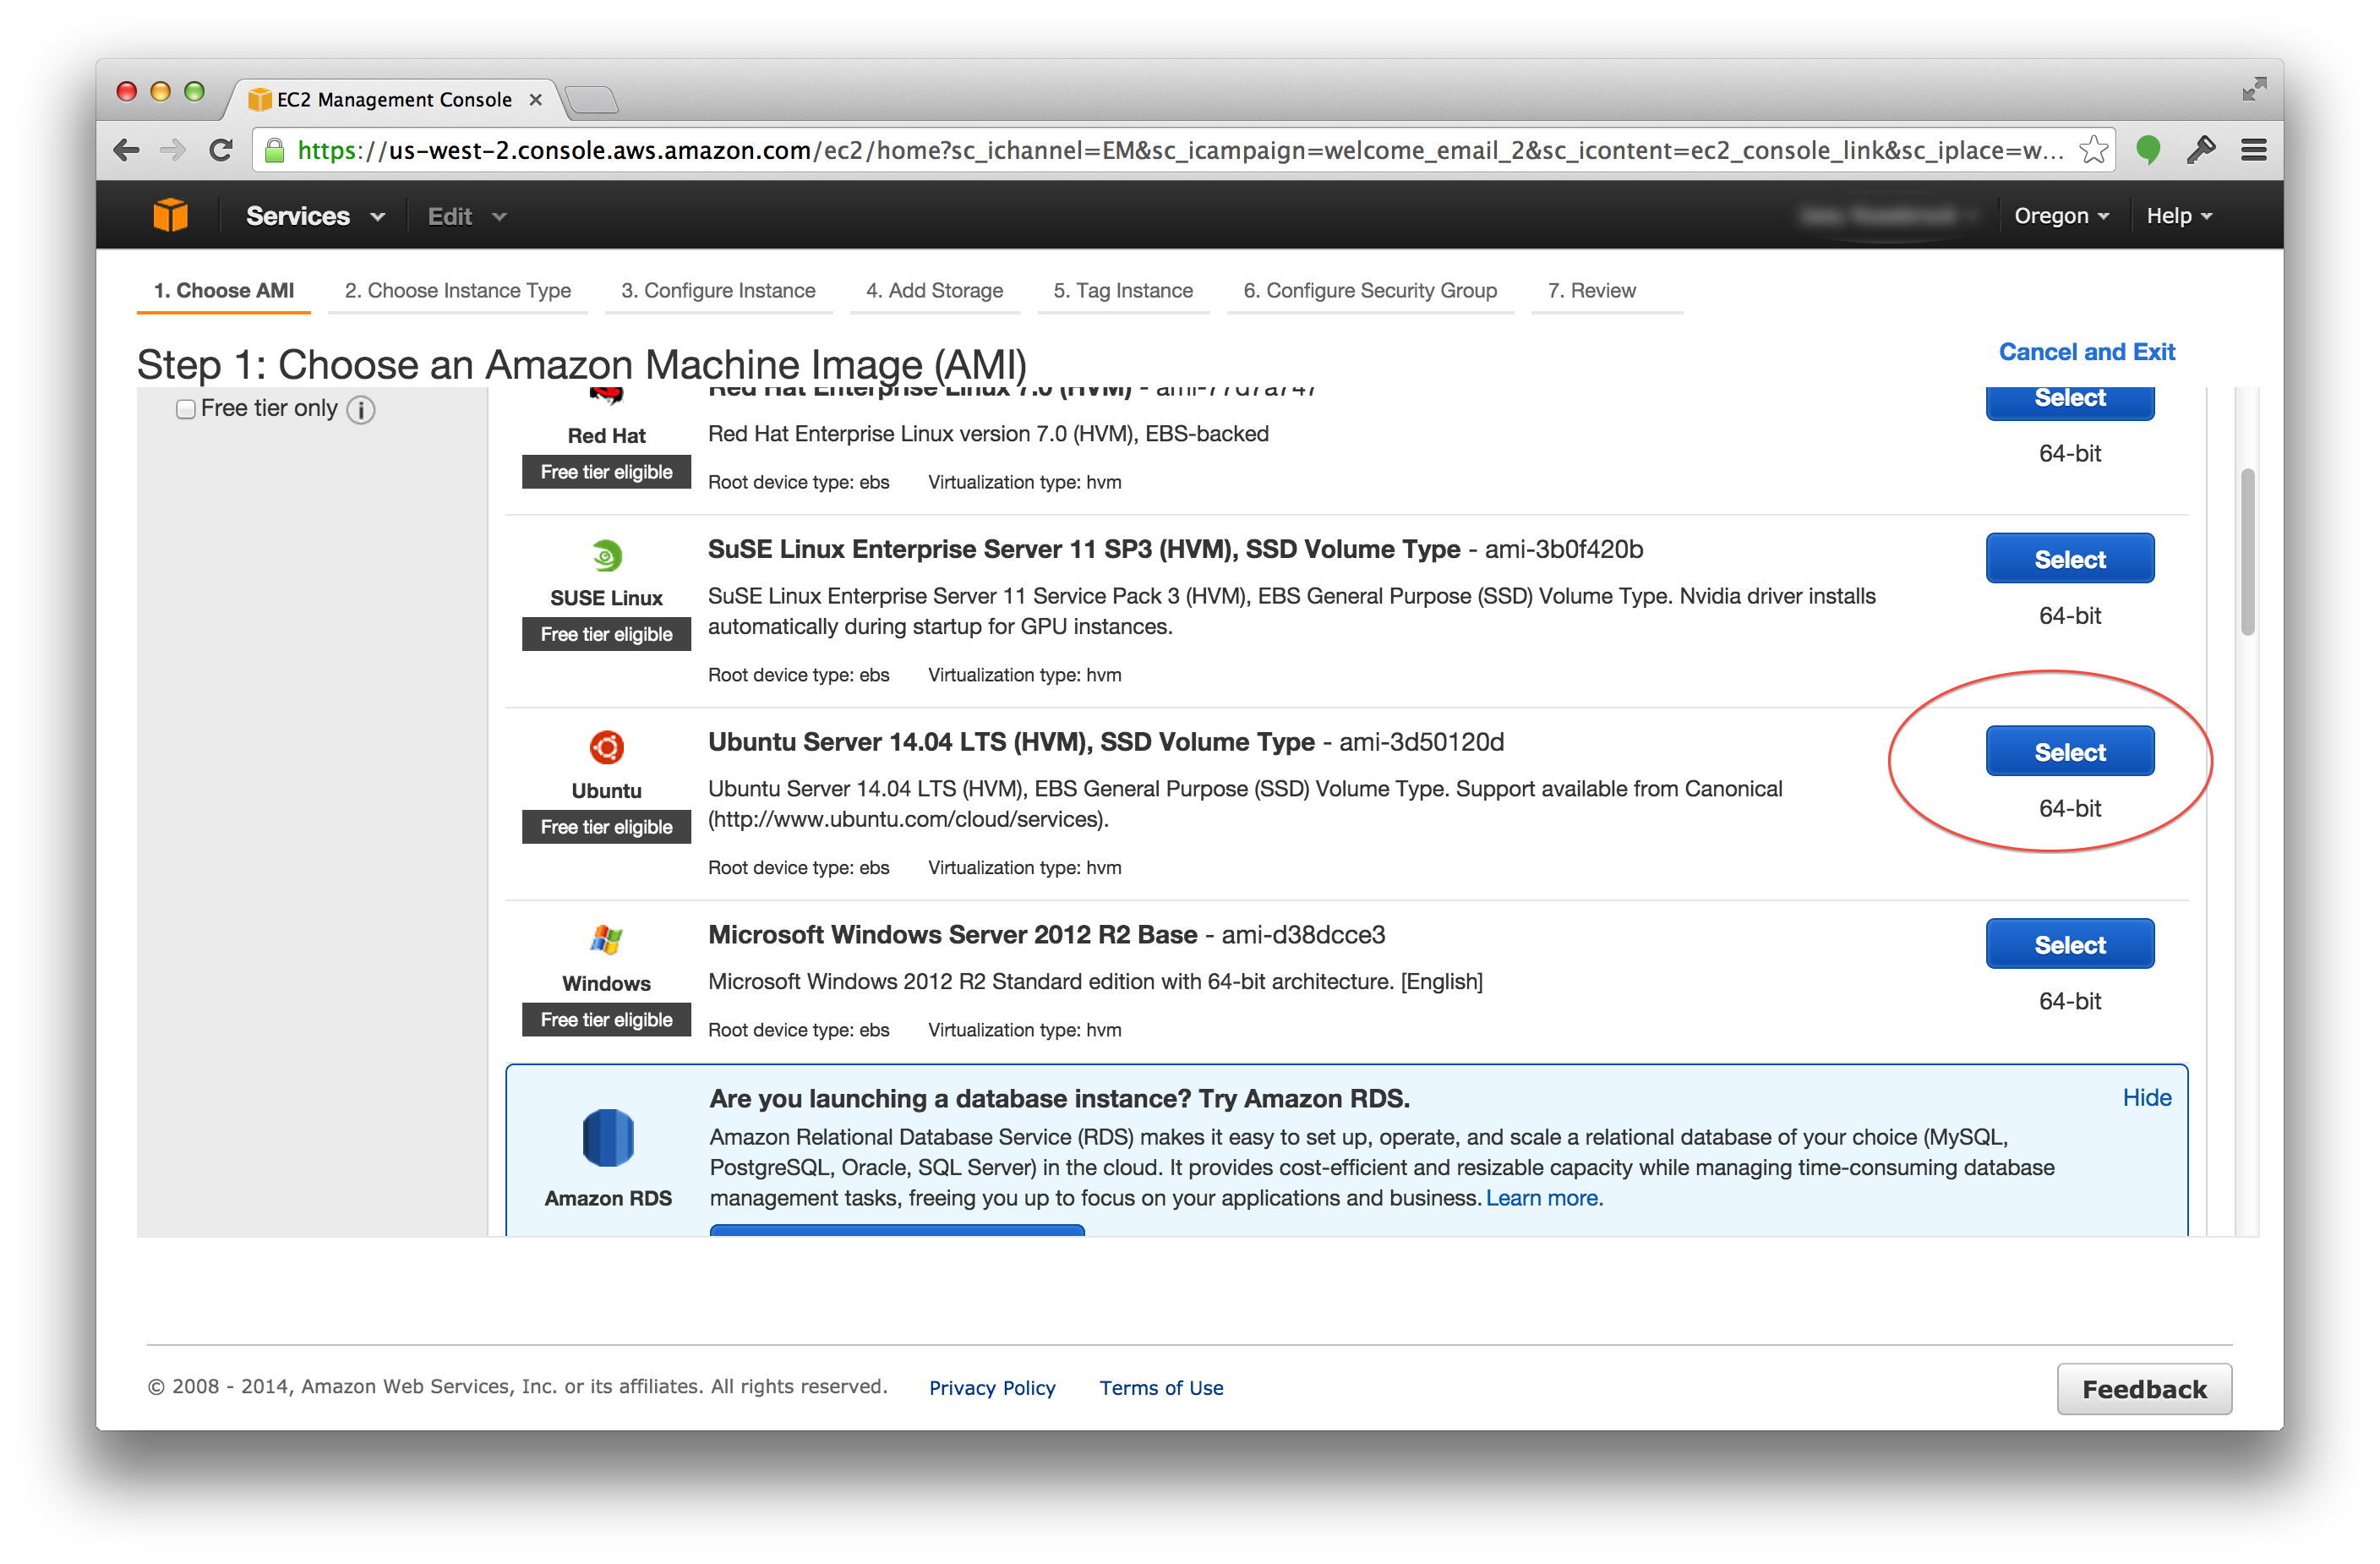 EC2 Management Console
https://us-west-2.console.aws.amazon.com/ec2/home?sc_ichannel=EM&sc_icampaign=welcome_email_2&sc_icontent=ec2_console_link&sc_iplace=w...
Services Edit Oregon Help
1. Choose AMI 2. Choose Instance Type 3. Configure Instance 4. Add Storage 5. Tag Instance 6. Configure Security Group 7. Review
Step 1: Choose an Amazon Machine Image (AMI) Cancel and Exit
Free tier only i
Red Hat Enterprise Linux 7.0 (HVM) - ami-77d7a747 Select
Red Hat Red Hat Enterprise Linux version 7.0 (HVM), EBS-backed 64-bit
Free tier eligible Root device type: ebs Virtualization type: hvm
SuSE Linux Enterprise Server 11 SP3 (HVM), SSD Volume Type - ami-3b0f420b Select
SUSE Linux SuSE Linux Enterprise Server 11 Service Pack 3 (HVM), EBS General Purpose (SSD) Volume Type. Nvidia driver installs 64-bit
Free tier eligible automatically during startup for GPU instances.
Root device type: ebs Virtualization type: hvm
Ubuntu Server 14.04 LTS (HVM), SSD Volume Type - ami-3d50120d Select
Ubuntu Ubuntu Server 14.04 LTS (HVM), EBS General Purpose (SSD) Volume Type. Support available from Canonical 64-bit
Free tier eligible (http://www.ubuntu.com/cloud/services).
Root device type: ebs Virtualization type: hvm
Microsoft Windows Server 2012 R2 Base - ami-d38dcce3 Select
Windows Microsoft Windows 2012 R2 Standard edition with 64-bit architecture. [English] 64-bit
Free tier eligible Root device type: ebs Virtualization type: hvm
Are you launching a database instance? Try Amazon RDS. Hide
Amazon Relational Database Service (RDS) makes it easy to set up, operate, and scale a relational database of your choice (MySQL,
PostgreSQL, Oracle, SQL Server) in the cloud. It provides cost-efficient and resizable capacity while managing time-consuming database
Amazon RDS management tasks, freeing you up to focus on your applications and business. Learn more.
© 2008 - 2014, Amazon Web Services, Inc. or its affiliates. All rights reserved. Privacy Policy Terms of Use Feedback